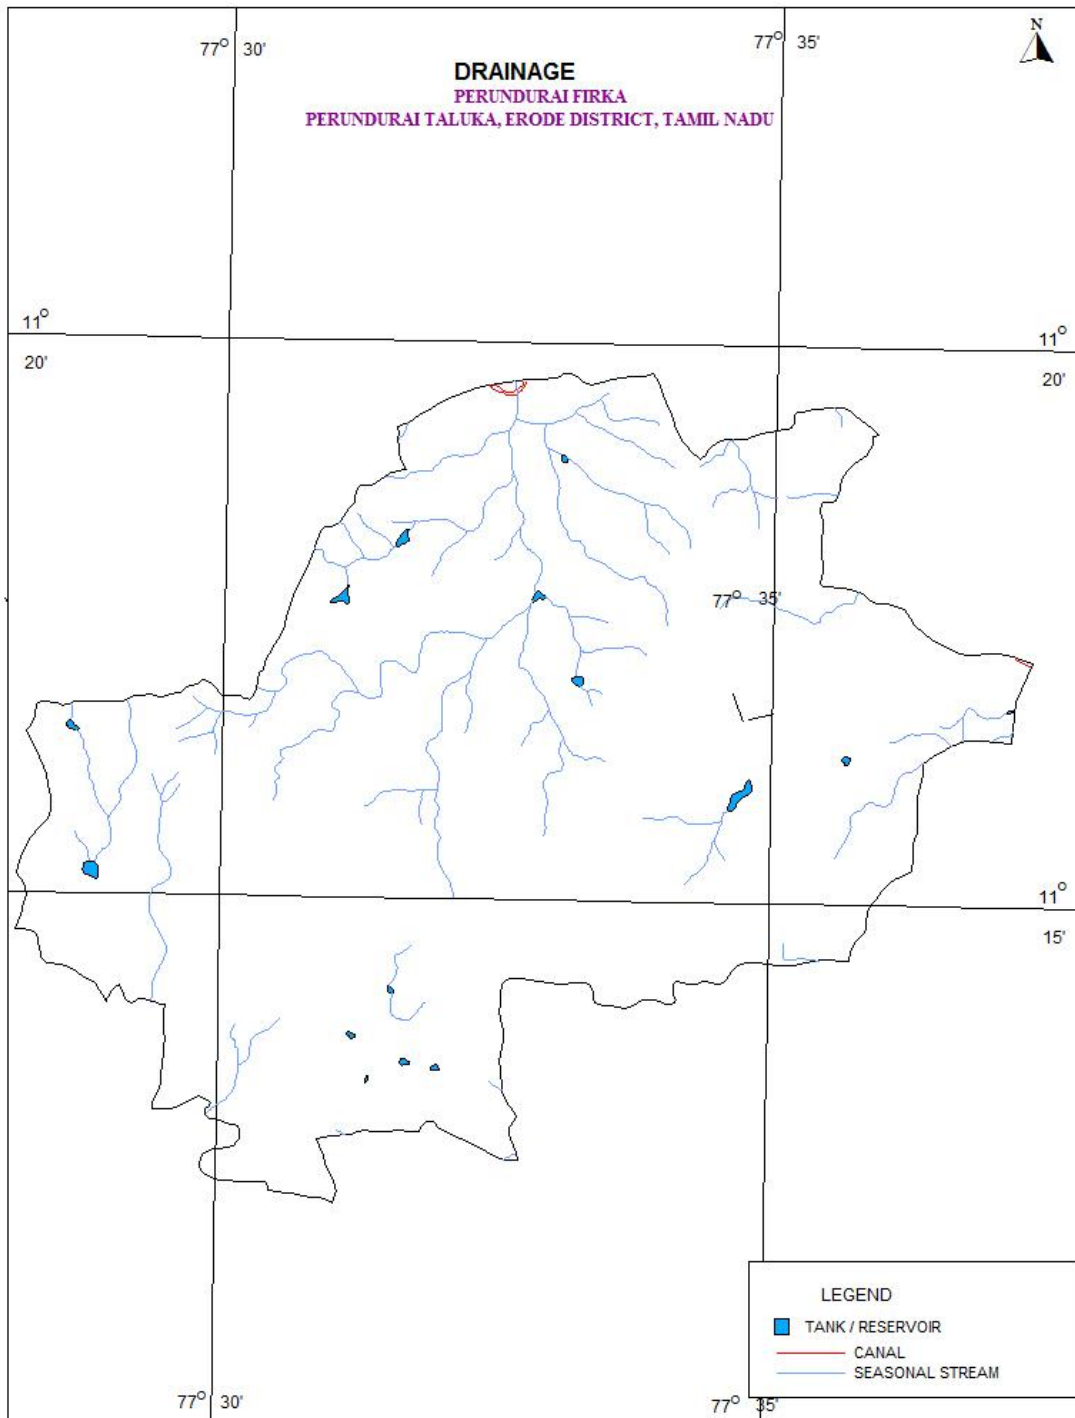 77° 30'
77° 35'
N
DRAINAGE
PERUNDURAI FIRKA
PERUNDURAI TALUKA, ERODE DISTRICT, TAMIL NADU
11°
20'
11°
20'
77° 35'
11°
15'
LEGEND
TANK / RESERVOIR
CANAL
SEASONAL STREAM
77° 30'
77° 35'